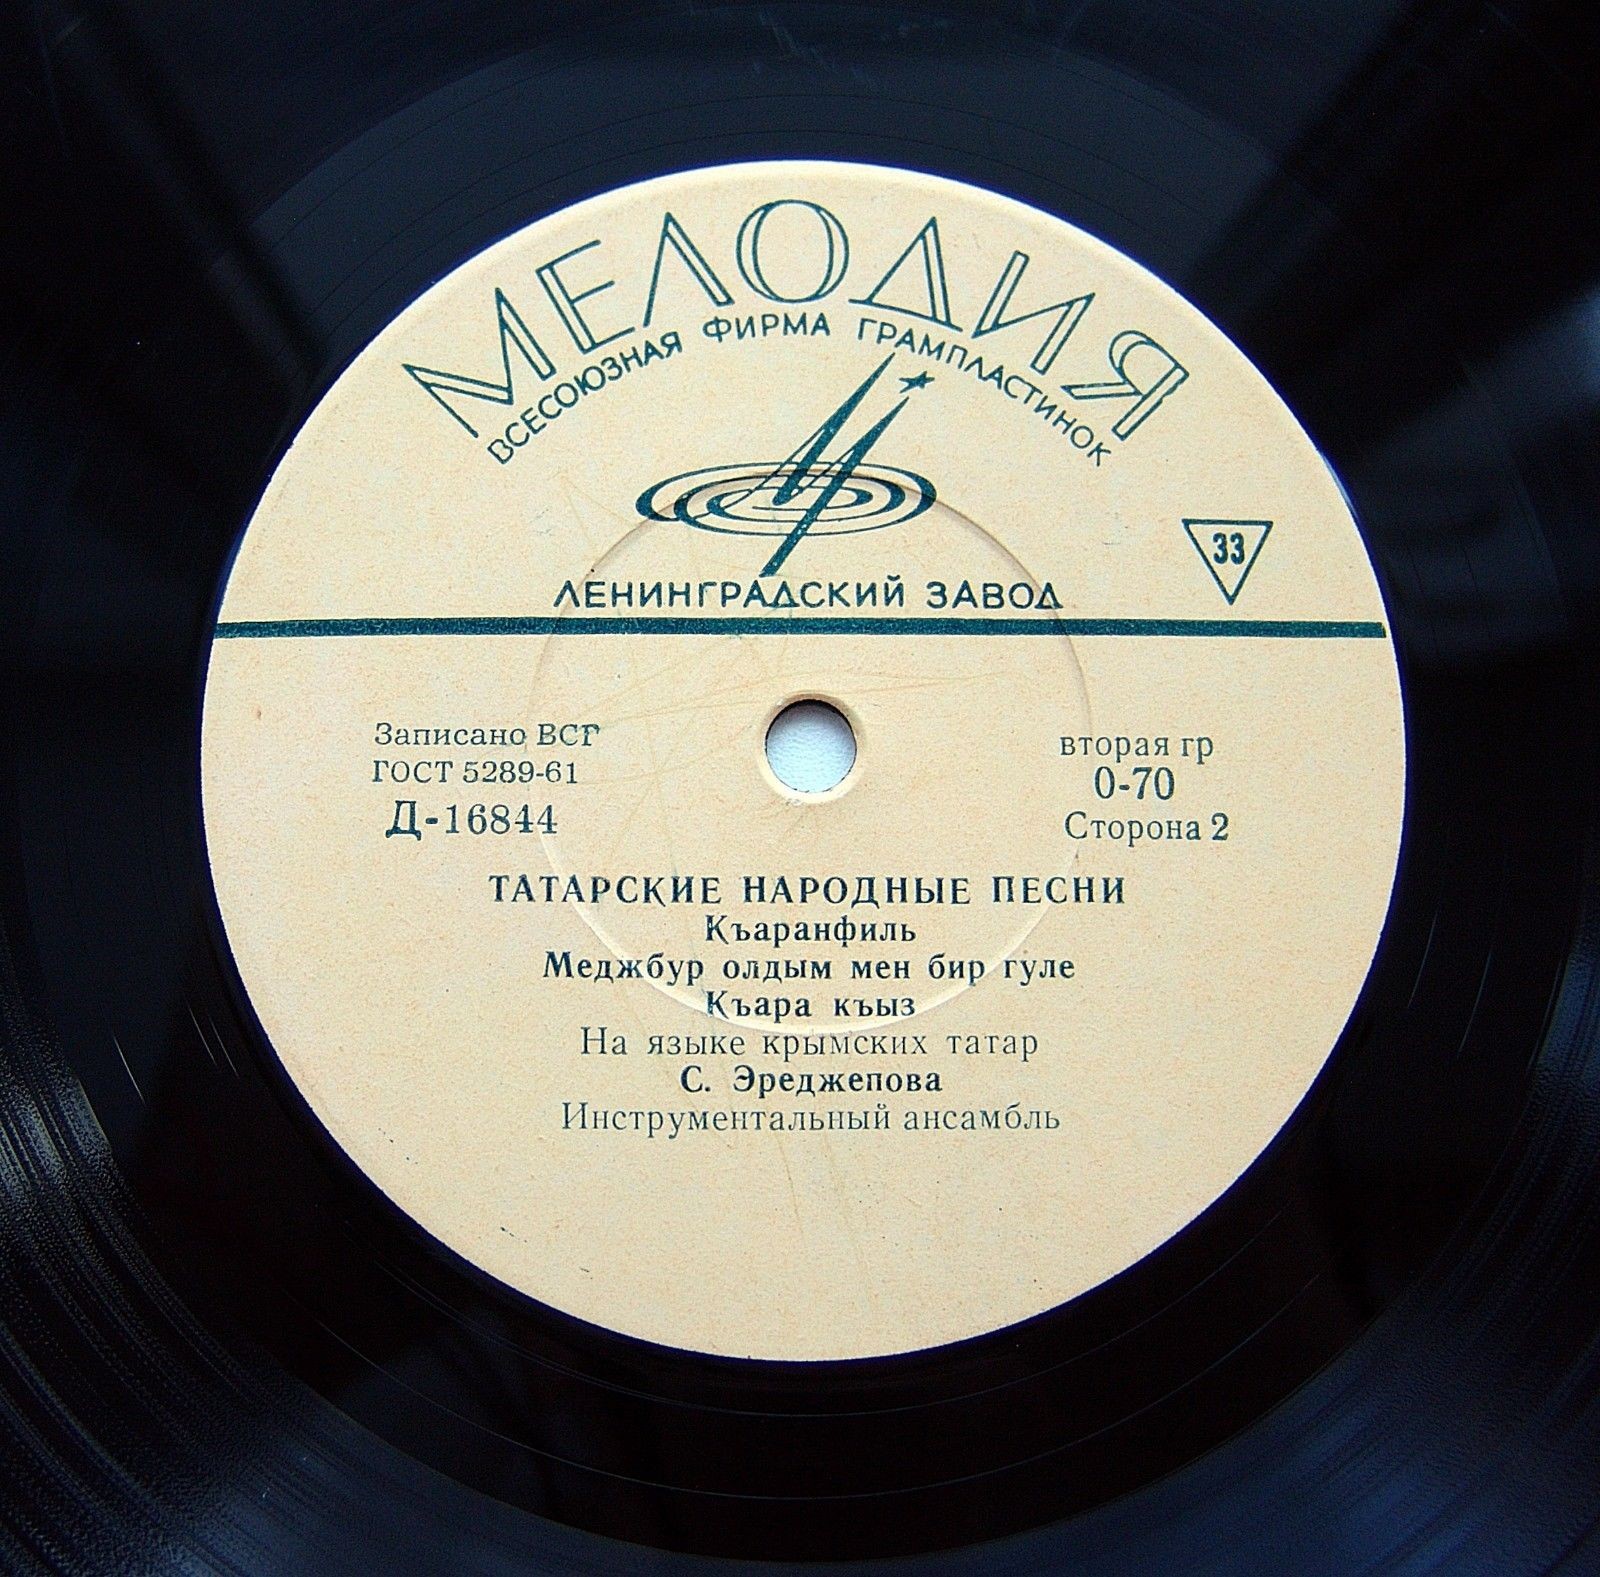 МЕЛОДИЯ
ВСЕСОЮЗНАЯ ФИРМА ГРАМПЛАСТИНОК
33
ЛЕНИНГРАДСКИЙ ЗАВОД
Записано ВСГ
ГОСТ 5289-61
Д-16844
вторая гр
0-70
Сторона 2
ТАТАРСКИЕ НАРОДНЫЕ ПЕСНИ
Къаранфиль
Меджбур олдым мен бир гуле
Къара къыз
На языке крымских татар
С. Эреджепова
Инструментальный ансамбль